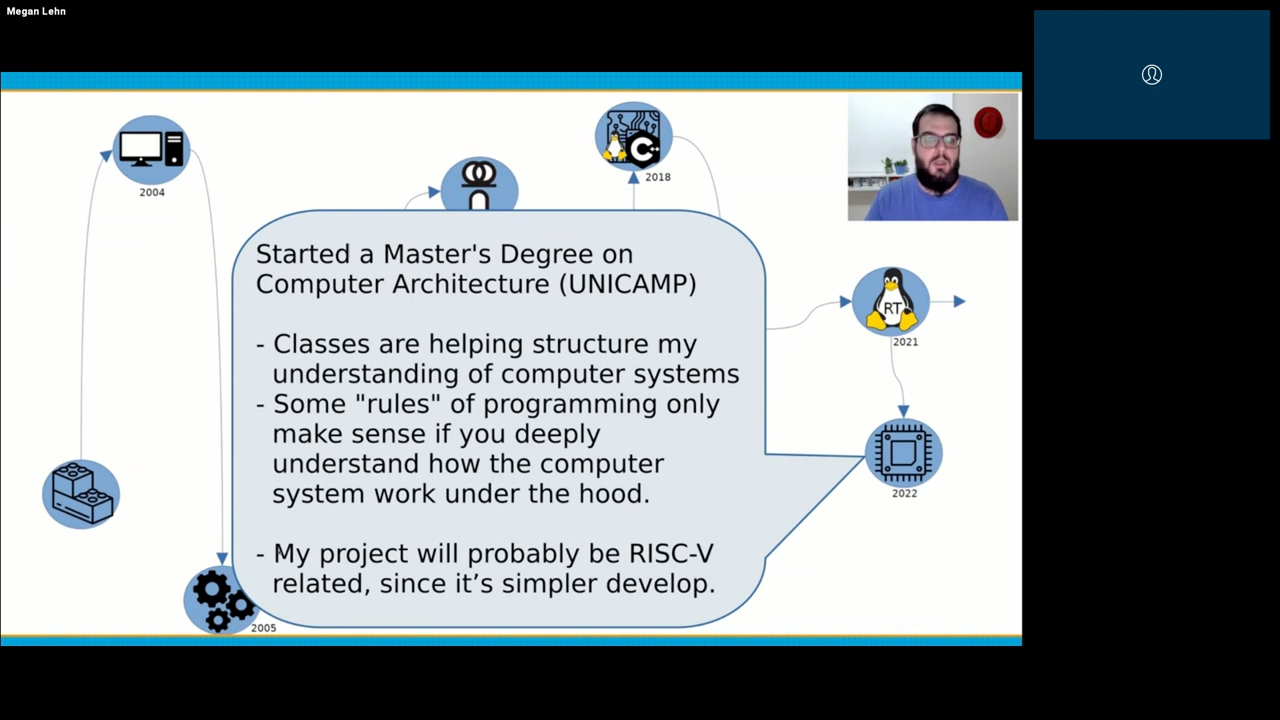 Megan Lehn
2004
2018
Started a Master's Degree on
Computer Architecture (UNICAMP)
- Classes are helping structure my
understanding of computer systems
- Some "rules" of programming only
make sense if you deeply
understand how the computer
system work under the hood.
- My project will probably be RISC-V
related, since it’s simpler develop.
RT
2021
2022
2005